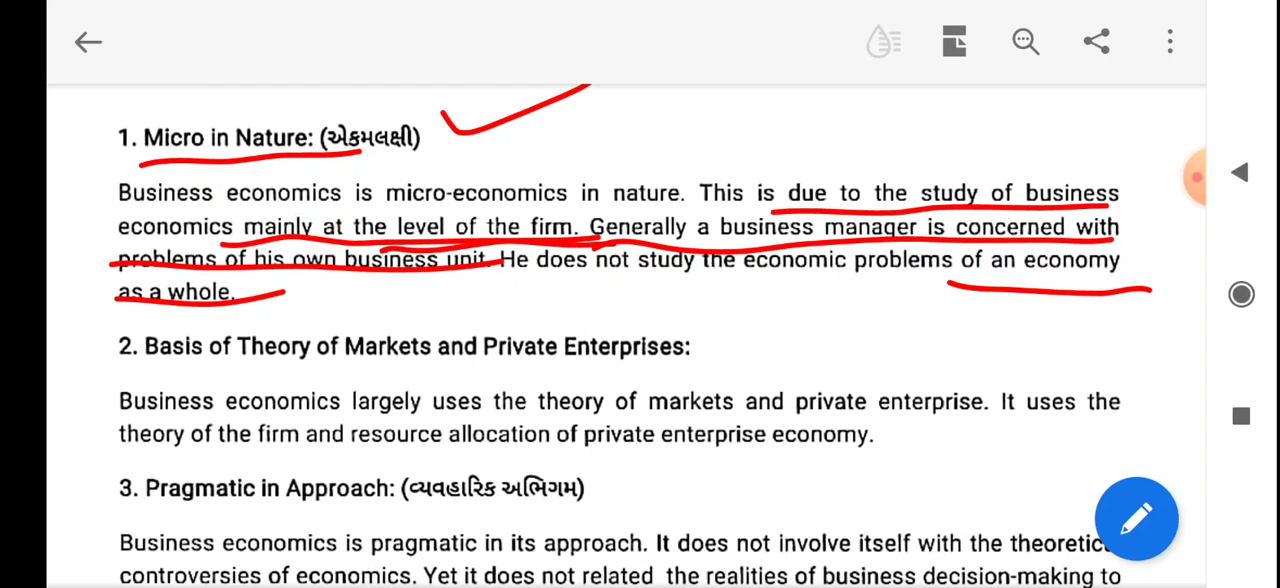 1. Micro in Nature: (એકમલક્ષી)
Business economics is micro-economics in nature. This is due to the study of business
economics mainly at the level of the firm. Generally a business manager is concerned with
problems of his own business unit. He does not study the economic problems of an economy
as a whole.
2. Basis of Theory of Markets and Private Enterprises:
Business economics largely uses the theory of markets and private enterprise. It uses the
theory of the firm and resource allocation of private enterprise economy.
3. Pragmatic in Approach: (વ્યવહારિક અભિગમ)
Business economics is pragmatic in its approach. It does not involve itself with the
controversies of economics. Yet it does not related the realities of business decision-making to